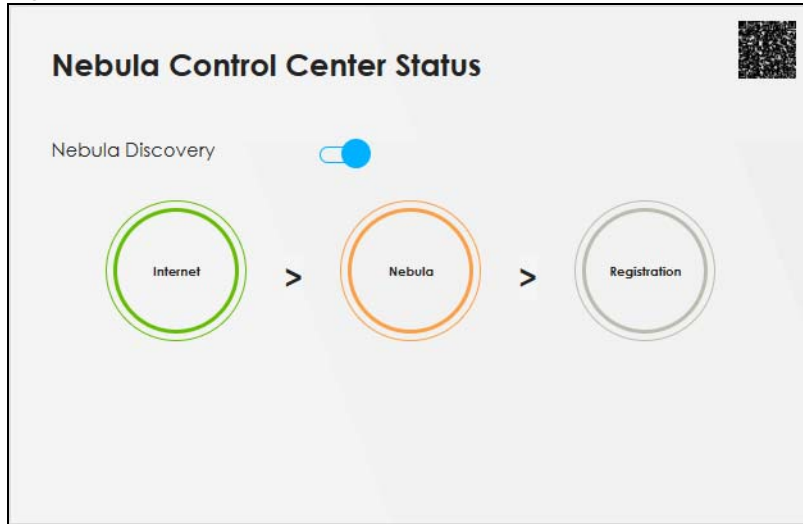 Nebula Control Center Status
Nebula Discovery
Internet > Nebula > Registration